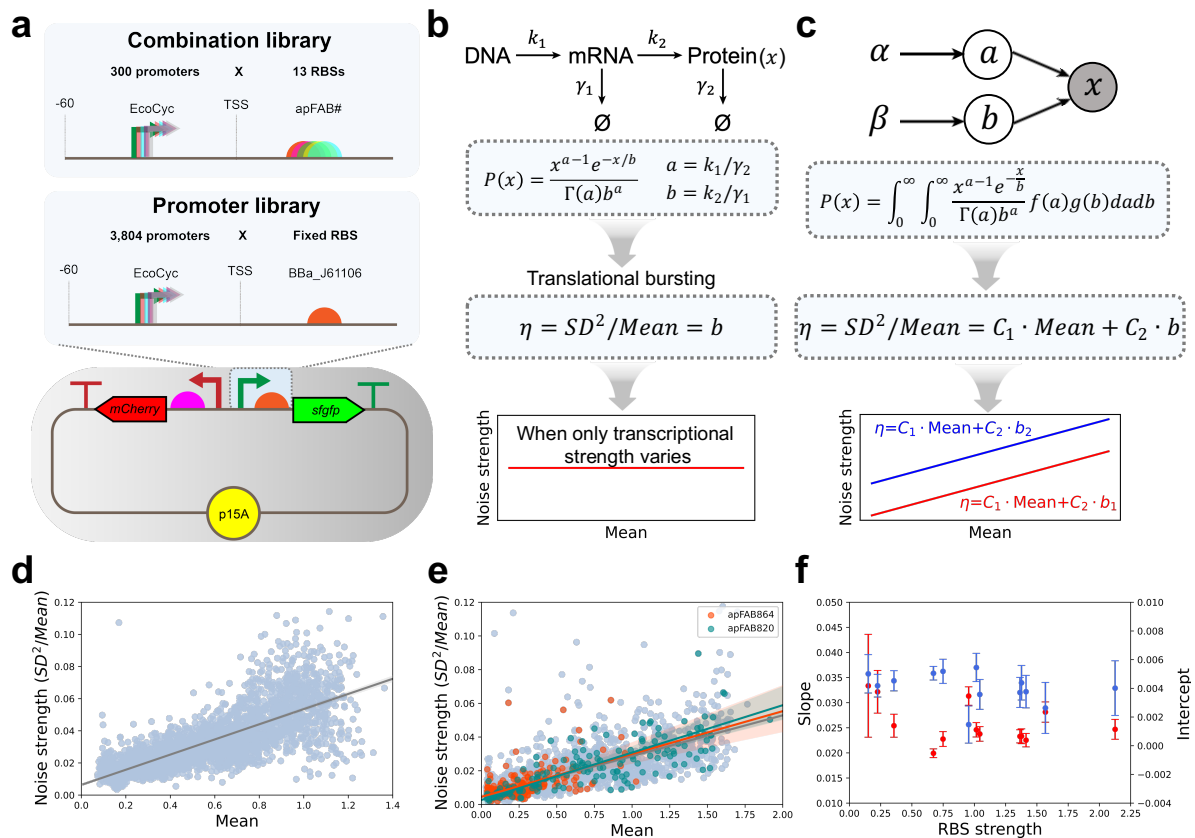 a
Combination library
300 promoters X 13 RBSs
-60 EcoCyc TSS apFAB#
Promoter library
3,804 promoters X Fixed RBS
-60 EcoCyc TSS BBa_J61106
mCherry sfgfp
p15A
b
DNA k₁ mRNA k₂ Protein(x)
γ₁ γ₂
Ø Ø
P(x) = x^{a−1}e^{−x/b} / Γ(a)b^a
a = k₁/γ₂
b = k₂/γ₁
Translational bursting
η = SD²/Mean = b
When only transcriptional
strength varies
Noise strength
Mean
c
α a
x
β b
P(x) = ∫₀^∞ ∫₀^∞ x^{a−1}e^{−x/b} / Γ(a)b^a f(a)g(b)dadb
η = SD²/Mean = C₁ · Mean + C₂ · b
η=C₁ · Mean+C₂ · b₂
η=C₁ · Mean+C₂ · b₁
Noise strength
Mean
d
Noise strength (SD²/Mean)
0.12
0.10
0.08
0.06
0.04
0.02
0.00
0.0 0.2 0.4 0.6 0.8 1.0 1.2 1.4
Mean
e
Noise strength (SD²/Mean)
0.12
0.10
0.08
0.06
0.04
0.02
0.00
apFAB864
apFAB820
0.00 0.25 0.50 0.75 1.00 1.25 1.50 1.75 2.00
Mean
f
Slope
0.050
0.045
0.040
0.035
0.030
0.025
0.020
0.015
0.010
0.010
0.008
0.006
0.004
0.002
0.000
−0.002
−0.004
Intercept
0.00 0.25 0.50 0.75 1.00 1.25 1.50 1.75 2.00 2.25
RBS strength